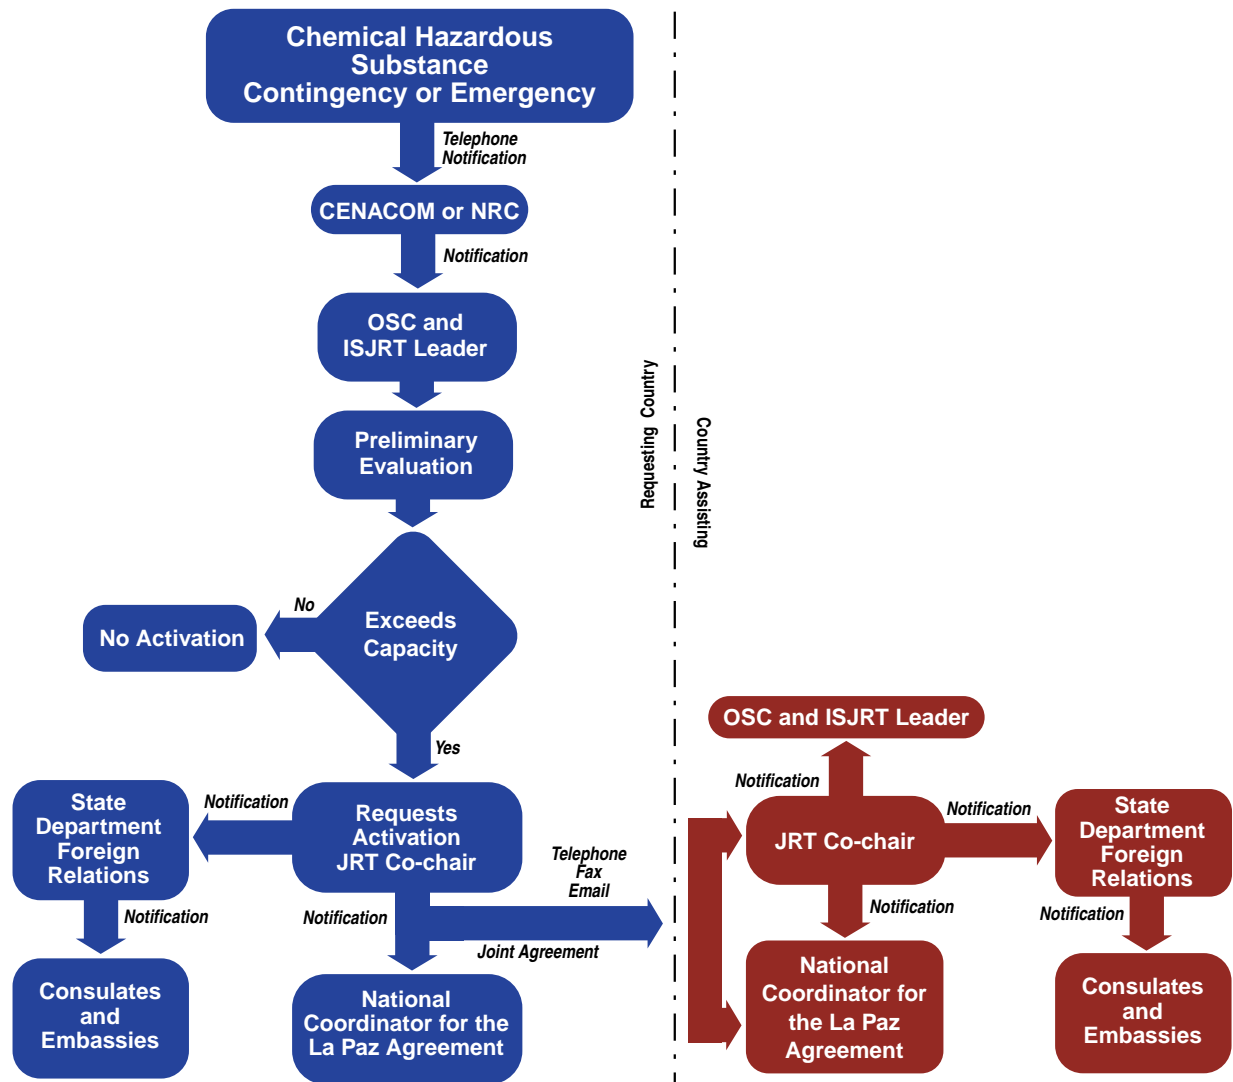 Chemical Hazardous
Substance
Contingency or Emergency
Telephone
Notification
CENACOM or NRC
Notification
OSC and
ISJRT Leader
Preliminary
Evaluation
Requesting Country
Country Assisting
Exceeds
Capacity
No
No Activation
Yes
State
Department
Foreign
Relations
Notification
Requests
Activation
JRT Co-chair
Telephone
Fax
Email
Joint Agreement
Notification
Notification
Consulates
and
Embassies
National
Coordinator for the
La Paz Agreement
OSC and ISJRT Leader
Notification
JRT Co-chair
Notification
State
Department
Foreign
Relations
Notification
Notification
National
Coordinator for
the La Paz
Agreement
Consulates
and
Embassies